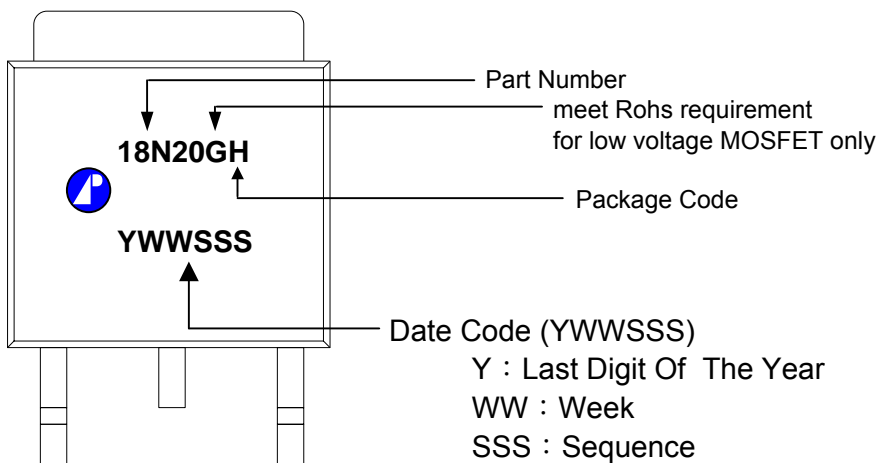 Part Number
meet Rohs requirement
for low voltage MOSFET only
18N20GH
Package Code
YWWSSS
Date Code (YWWSSS)
Y：Last Digit Of The Year
WW：Week
SSS：Sequence